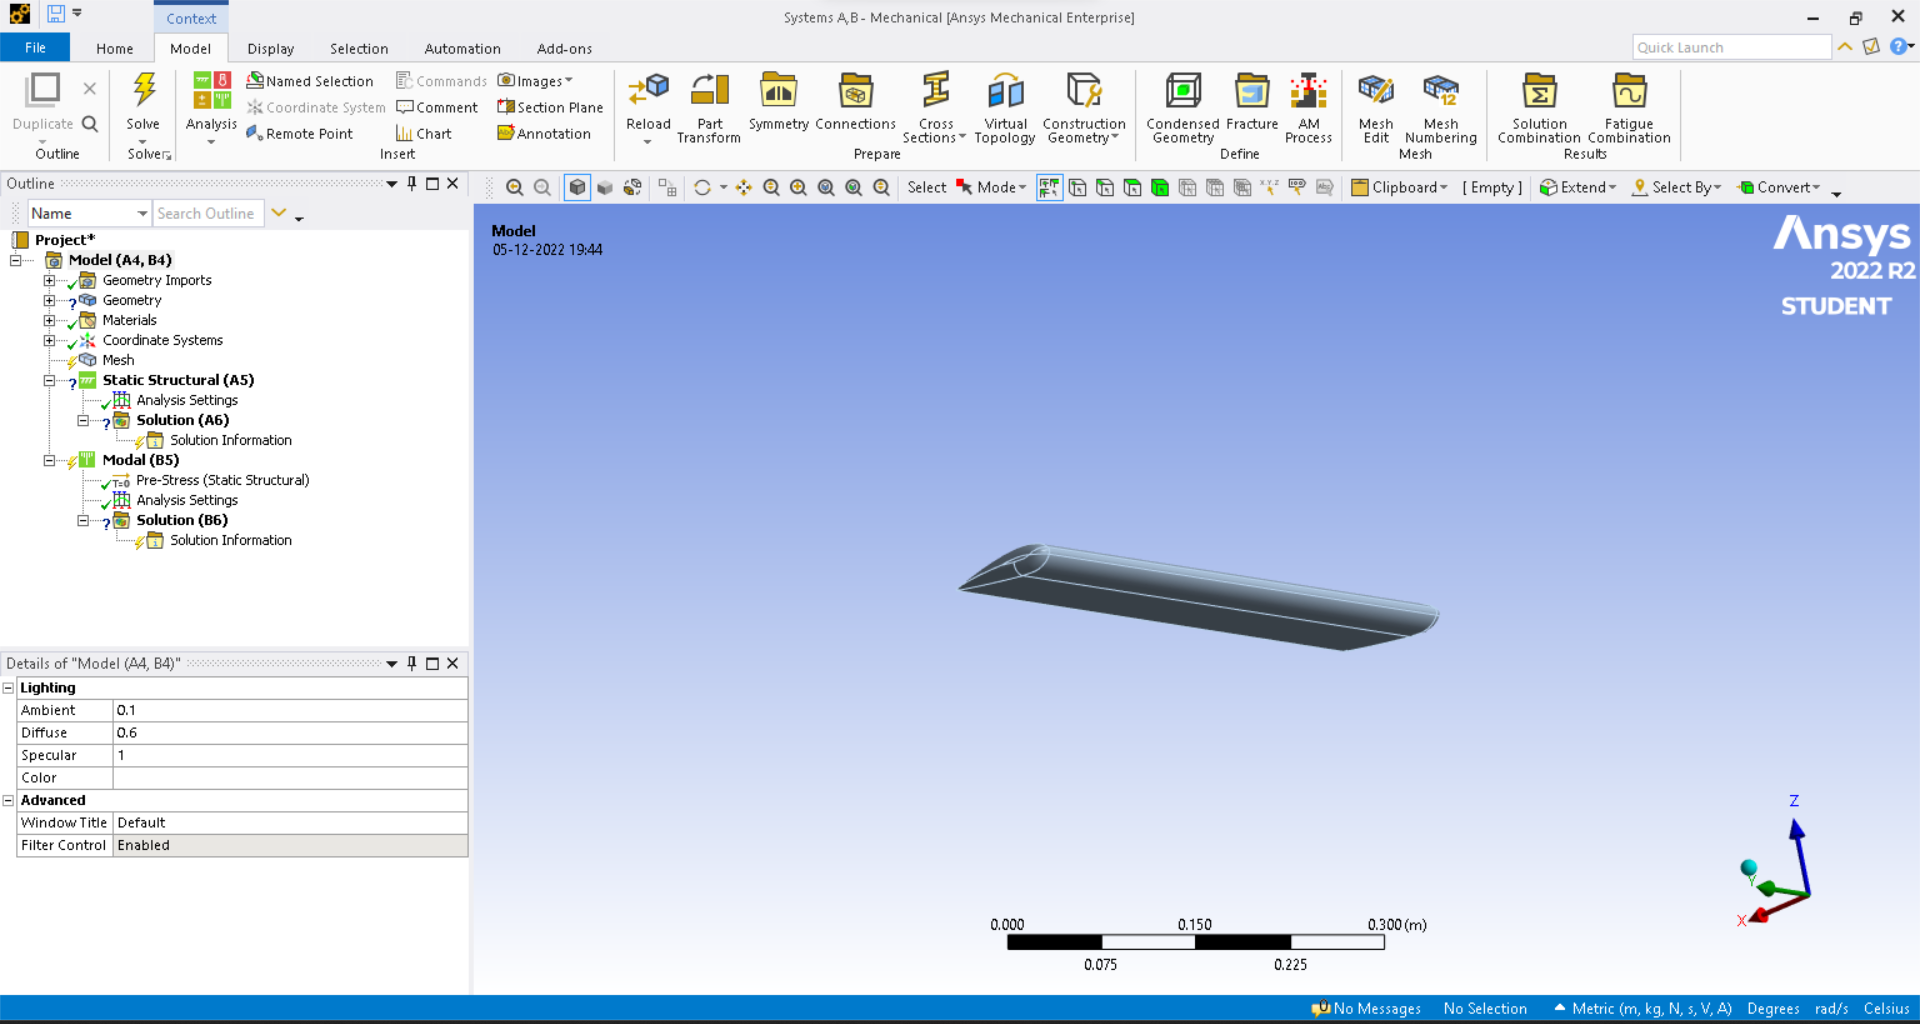 Context
Systems A,B - Mechanical [Ansys Mechanical Enterprise]
File Home Model Display Selection Automation Add-ons
Quick Launch
Duplicate
Outline
Solve
Solver
Analysis
Named Selection
Coordinate System
Remote Point
Commands
Comment
Chart
Images
Section Plane
Annotation
Insert
Reload
Part Transform
Symmetry
Connections
Cross Sections
Virtual Topology
Construction Geometry
Prepare
Condensed Geometry
Fracture
AM Process
Define
Mesh Edit
12
Mesh Numbering
Mesh
Solution Combination
Fatigue Combination
Results
Outline
Name Search Outline
Select Mode Clipboard [ Empty ] Extend Select By Convert
Project*
Model (A4, B4)
Geometry Imports
Geometry
Materials
Coordinate Systems
Mesh
Static Structural (A5)
Analysis Settings
Solution (A6)
Solution Information
Modal (B5)
T=0 Pre-Stress (Static Structural)
Analysis Settings
Solution (B6)
Solution Information
Details of "Model (A4, B4)"
Lighting
Ambient 0.1
Diffuse 0.6
Specular 1
Color
Advanced
Window Title Default
Filter Control Enabled
Model
05-12-2022 19:44
Ansys
2022 R2
STUDENT
Z
Y
X
0.000 0.150 0.300 (m)
0.075 0.225
No Messages No Selection Metric (m, kg, N, s, V, A) Degrees rad/s Celsius